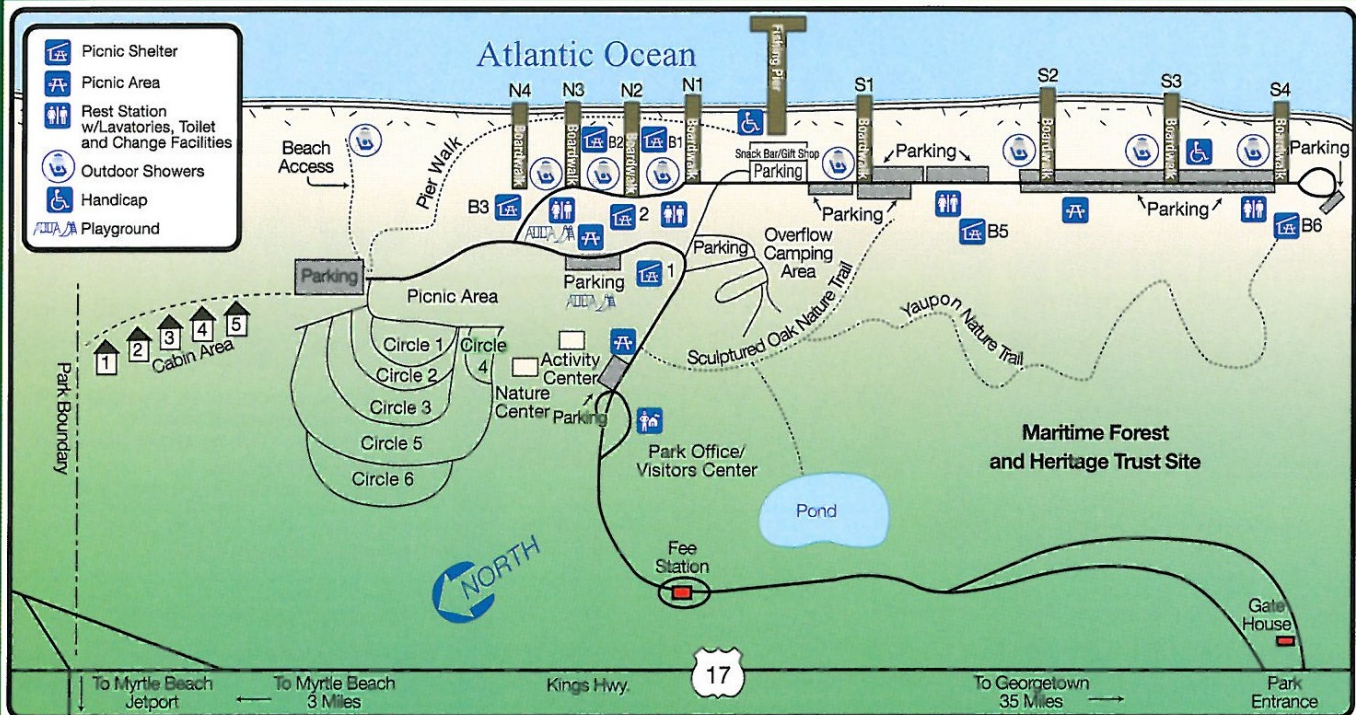 Picnic Shelter
Picnic Area
Rest Station
w/Lavatories, Toilet
and Change Facilities
Outdoor Showers
Handicap
Playground
Atlantic Ocean
Fishing Pier
N4
N3
N2
N1
S1
S2
S3
S4
Boardwalk
Boardwalk
Boardwalk
Boardwalk
Boardwalk
Boardwalk
Boardwalk
Boardwalk
B2
B1
Beach
Access
Pier Walk
Snack Bar/Gift Shop
Parking
Parking
Parking
Parking
Parking
B3
2
B5
B6
Parking
Overflow
Camping
Area
Parking
Parking
1
Picnic Area
Sculptured Oak Nature Trail
Yaupon Nature Trail
1
2
3
4
5
Cabin Area
Park Boundary
Circle 1
Circle 2
Circle 3
Circle
4
Circle 5
Circle 6
Activity
Center
Nature
Center
Parking
Park Office/
Visitors Center
Maritime Forest
and Heritage Trust Site
Pond
NORTH
Fee
Station
Gate
House
To Myrtle Beach
Jetport
To Myrtle Beach
3 Miles
Kings Hwy.
17
To Georgetown
35 Miles
Park
Entrance